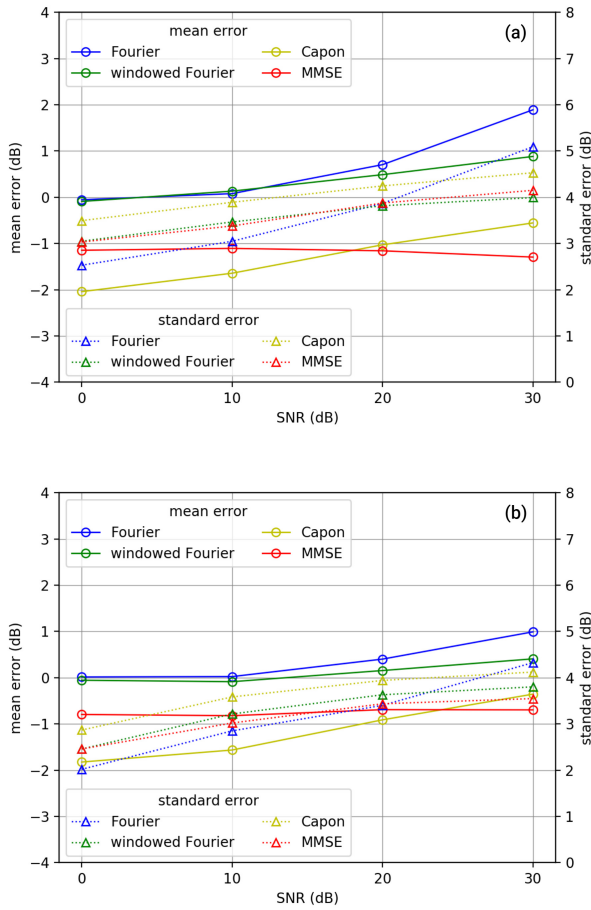 (a)
mean error
Fourier
Capon
windowed Fourier
MMSE
4
3
2
1
0
−1
−2
−3
−4
mean error (dB)
8
7
6
5
4
3
2
1
0
standard error (dB)
standard error
Fourier
Capon
windowed Fourier
MMSE
0
10
20
30
SNR (dB)
(b)
mean error
Fourier
Capon
windowed Fourier
MMSE
4
3
2
1
0
−1
−2
−3
−4
mean error (dB)
8
7
6
5
4
3
2
1
0
standard error (dB)
standard error
Fourier
Capon
windowed Fourier
MMSE
0
10
20
30
SNR (dB)